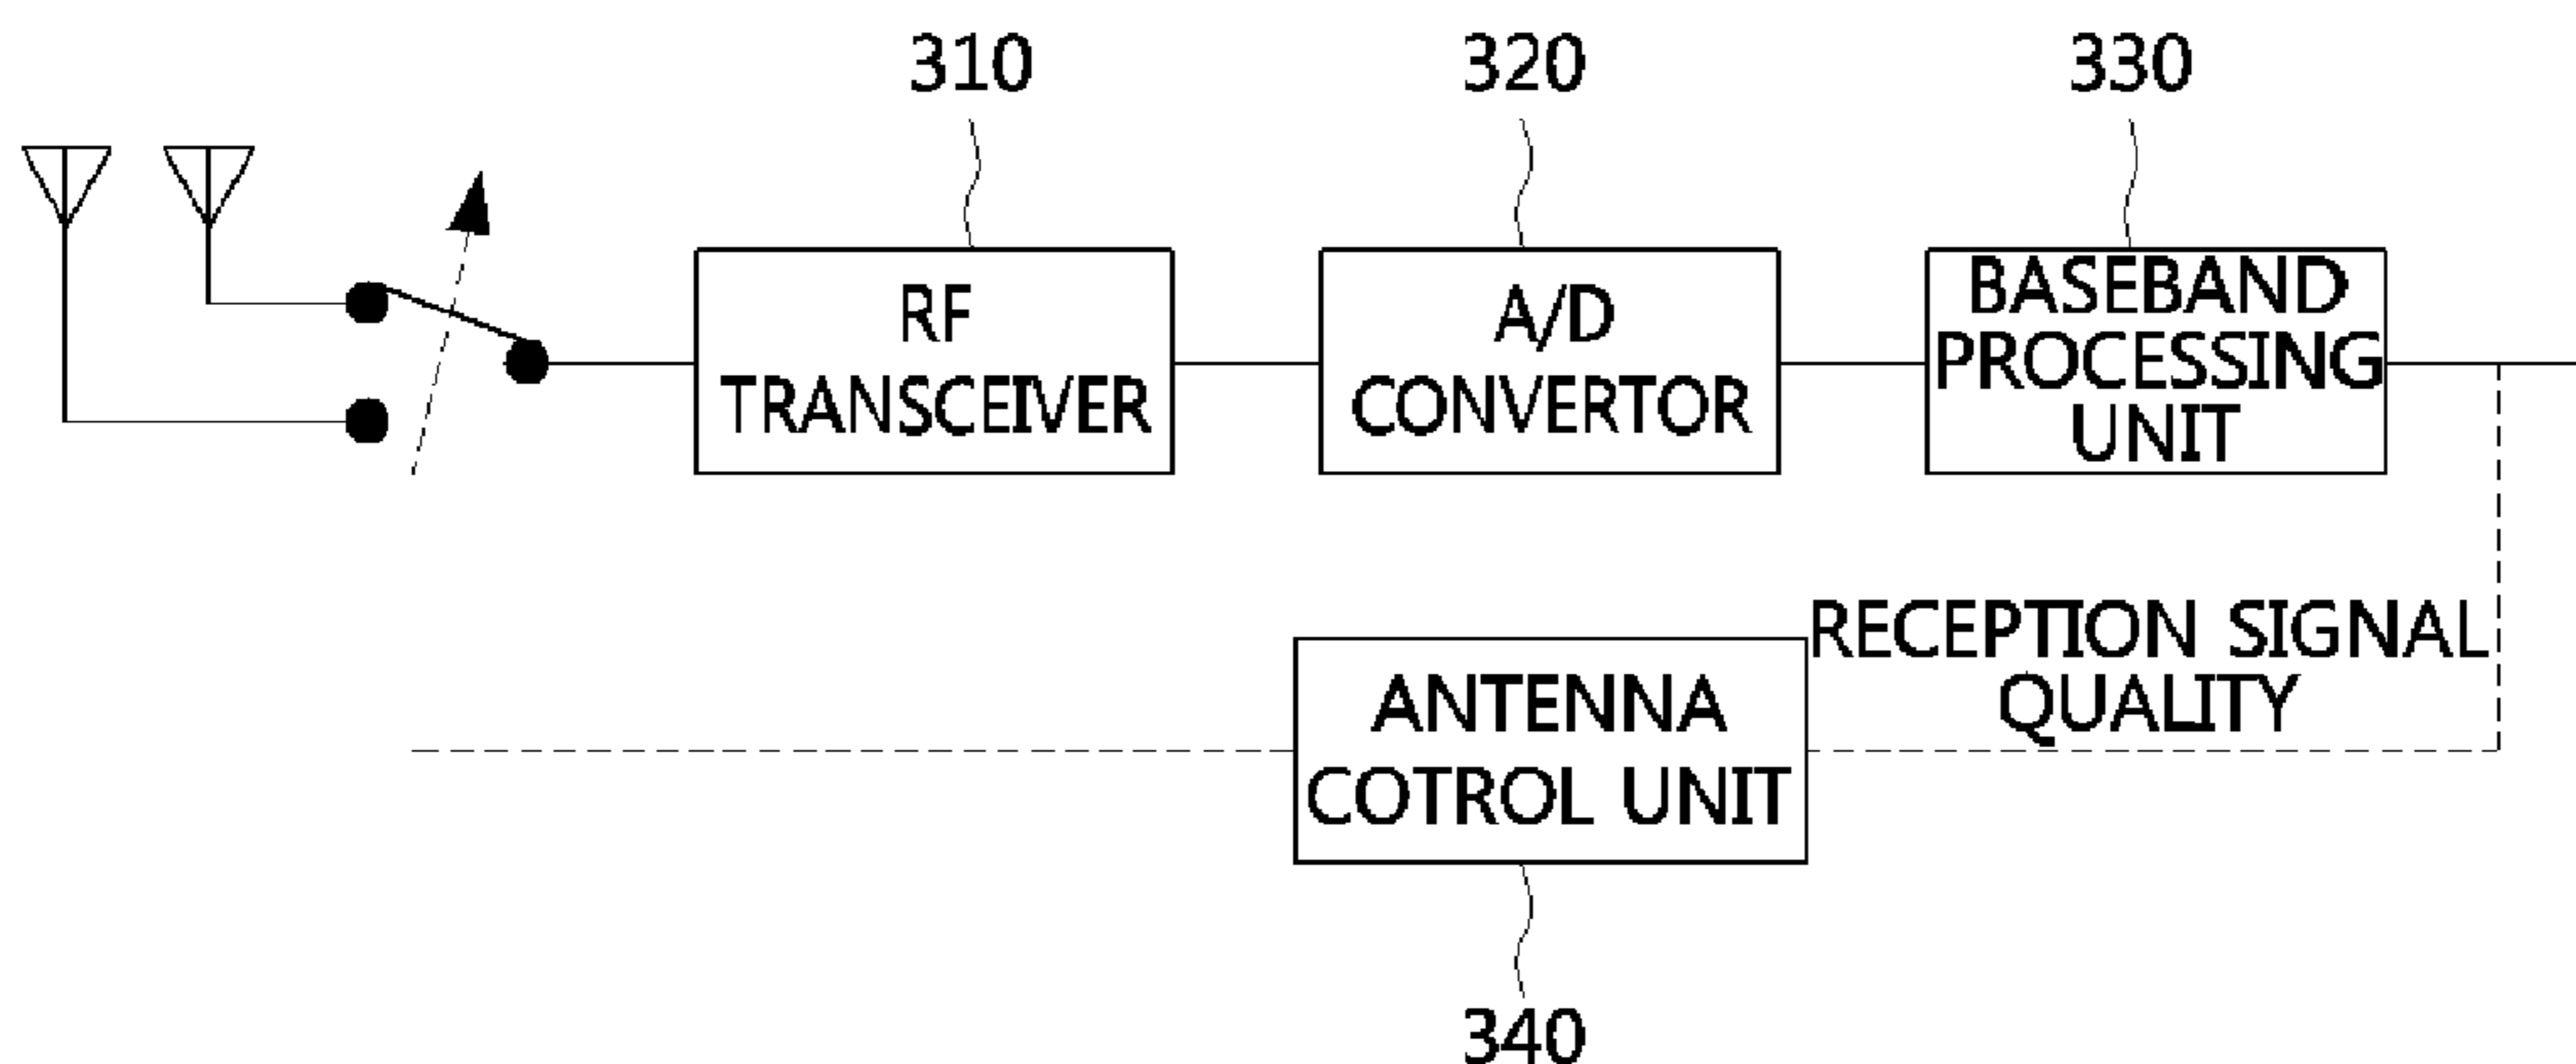 310
320
330
RF
TRANSCEIVER
A/D
CONVERTOR
BASEBAND
PROCESSING
UNIT
ANTENNA
COTROL UNIT
RECEPTION SIGNAL
QUALITY
340